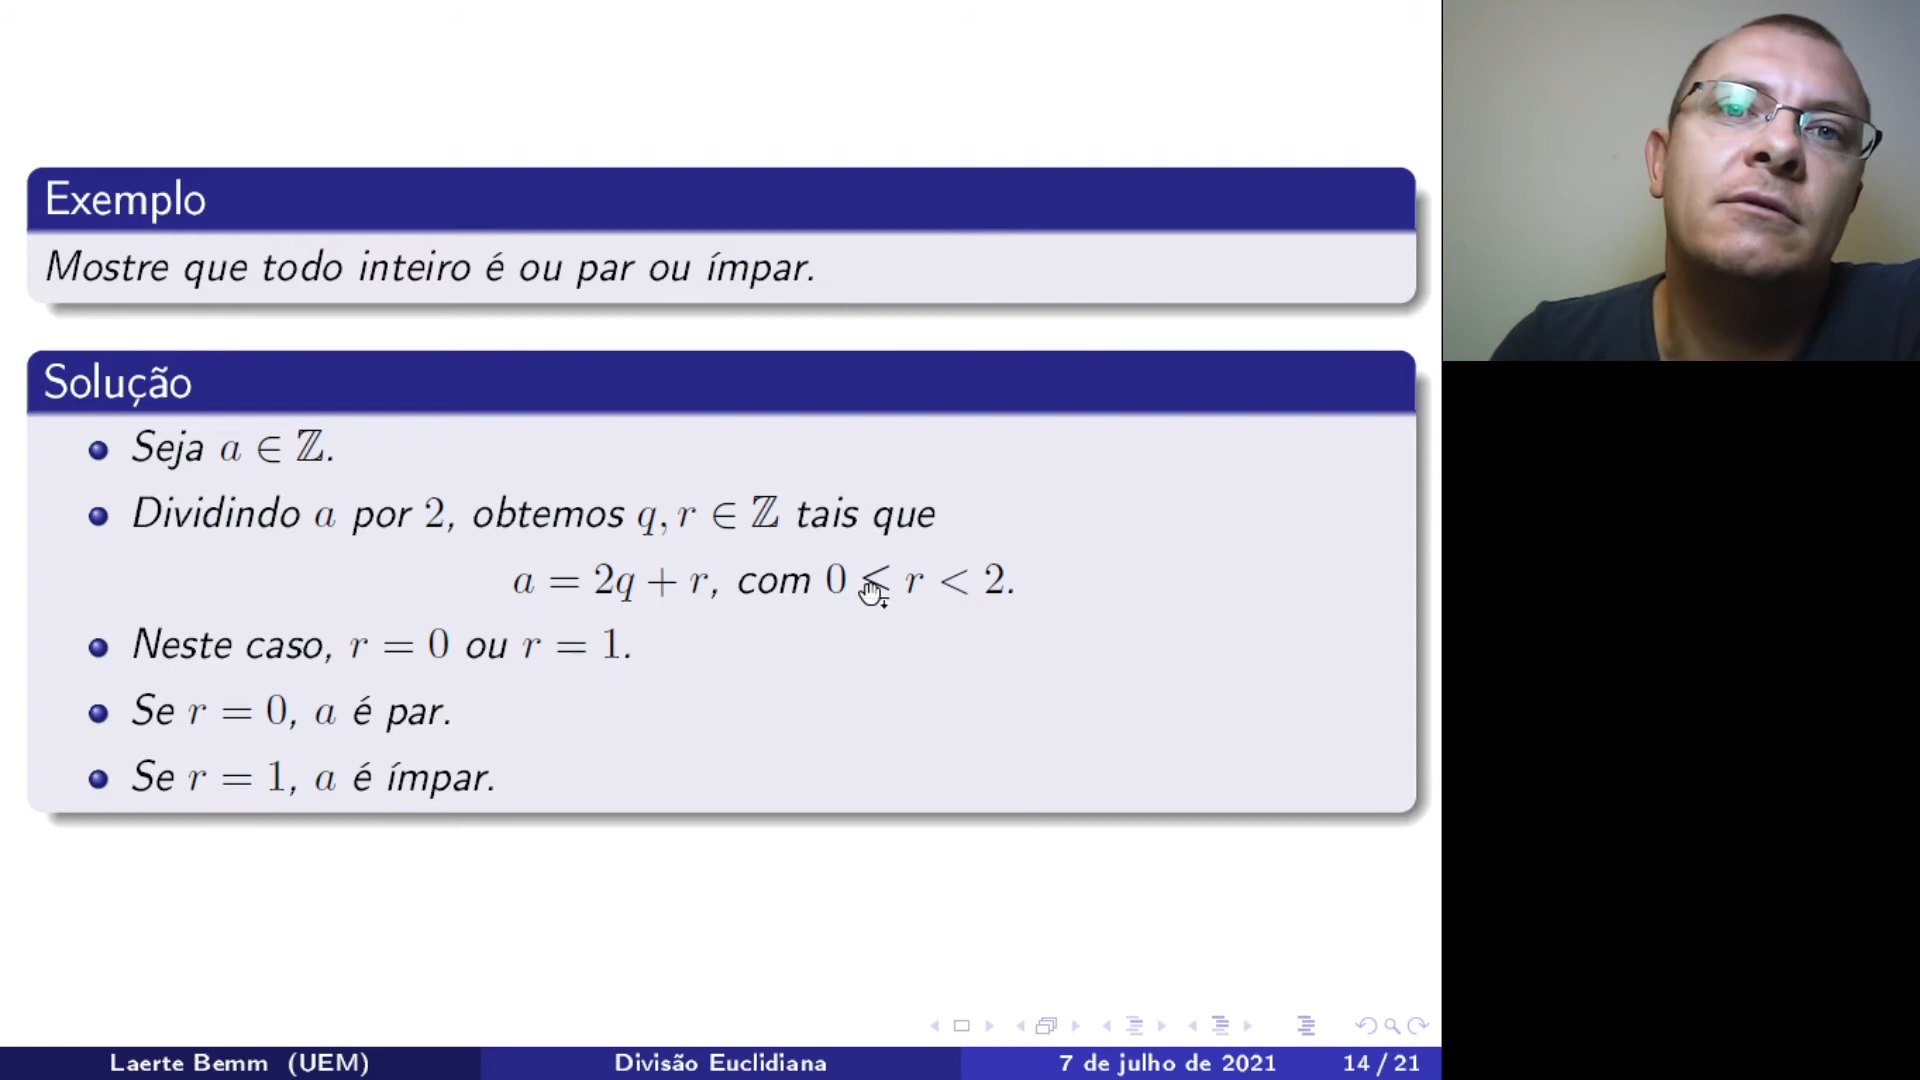 Exemplo
Mostre que todo inteiro é ou par ou ímpar.
Solução
Seja a ∈ ℤ.
Dividindo a por 2, obtemos q, r ∈ ℤ tais que
a = 2q + r, com 0 ⩽ r < 2.
Neste caso, r = 0 ou r = 1.
Se r = 0, a é par.
Se r = 1, a é ímpar.
Laerte Bemm (UEM) Divisão Euclidiana 7 de julho de 2021 14 / 21